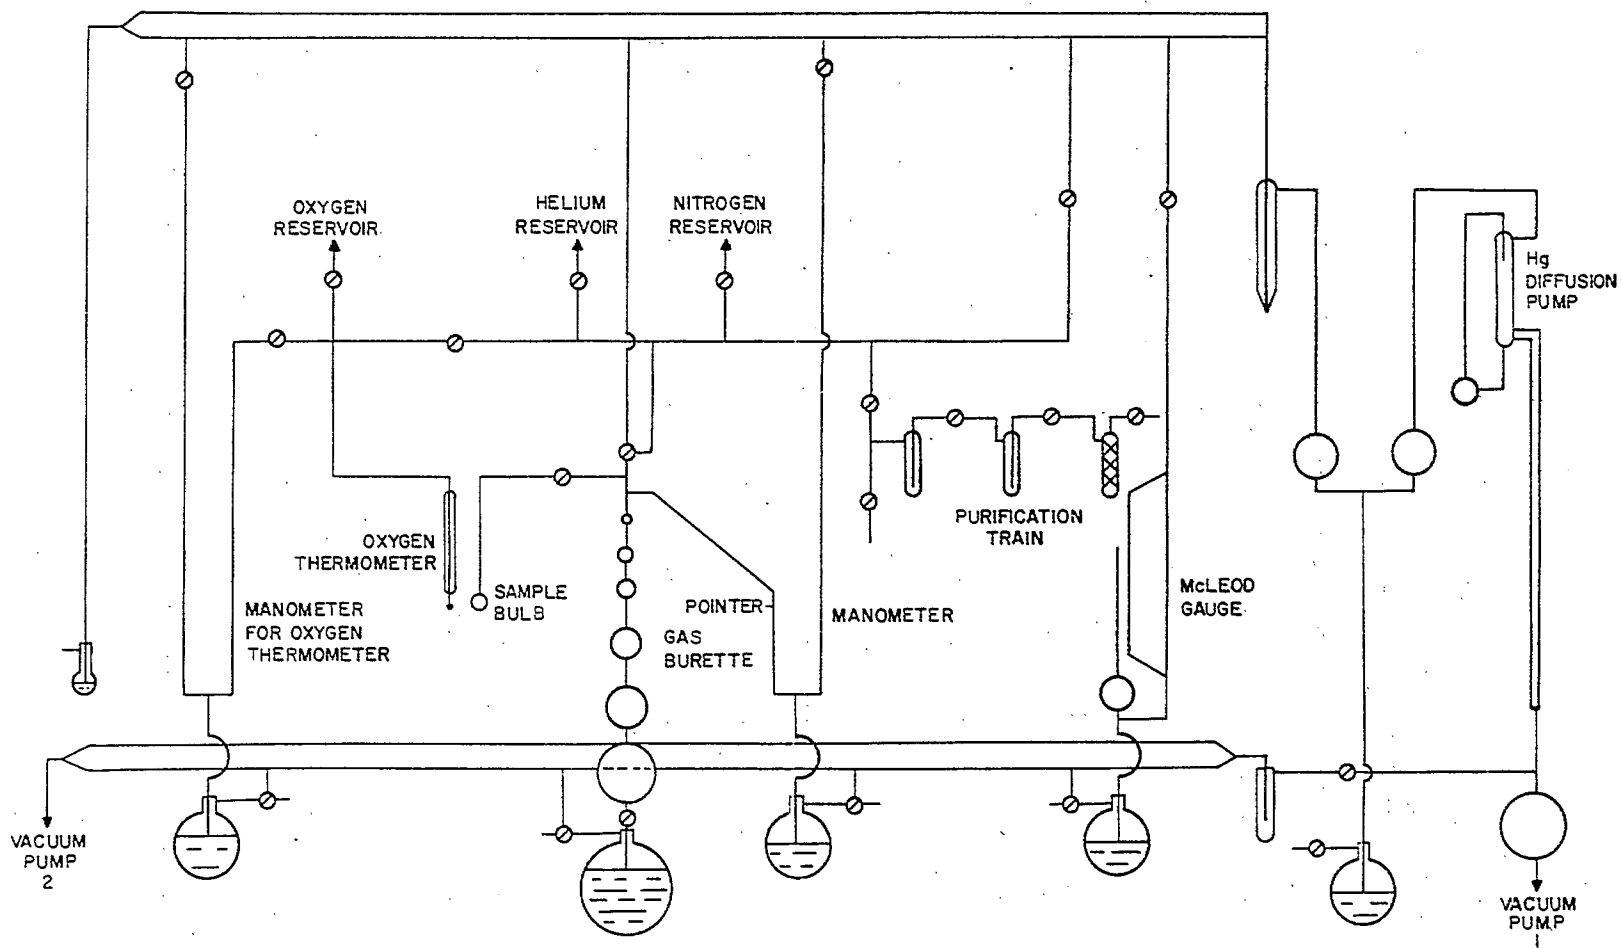 OXYGEN
RESERVOIR
HELIUM
RESERVOIR
NITROGEN
RESERVOIR
Hg
DIFFUSION
PUMP
OXYGEN
THERMOMETER
SAMPLE
BULB
PURIFICATION
TRAIN
MANOMETER
FOR OXYGEN
THERMOMETER
POINTER
GAS
BURETTE
MANOMETER
McLEOD
GAUGE
VACUUM
PUMP
2
VACUUM
PUMP
1